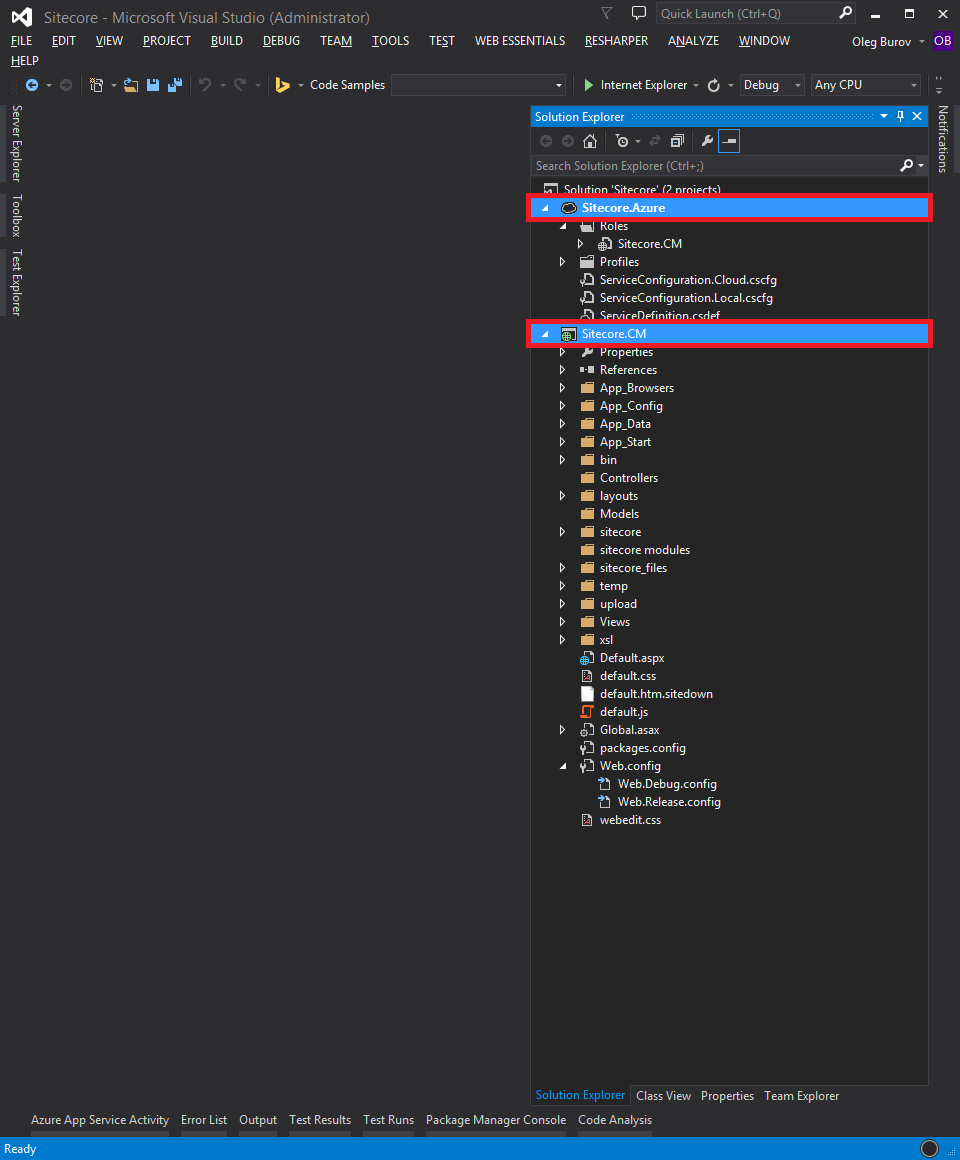 Sitecore - Microsoft Visual Studio (Administrator)
Quick Launch (Ctrl+Q)
FILE EDIT VIEW PROJECT BUILD DEBUG TEAM TOOLS TEST WEB ESSENTIALS RESHARPER ANALYZE WINDOW
Oleg Burov OB
HELP
Code Samples Internet Explorer Debug Any CPU
Server Explorer
Toolbox
Test Explorer
Notifications
Solution Explorer
Search Solution Explorer (Ctrl+;)
Solution 'Sitecore' (2 projects)
Sitecore.Azure
Roles
Sitecore.CM
Profiles
ServiceConfiguration.Cloud.cscfg
ServiceConfiguration.Local.cscfg
ServiceDefinition.csdef
Sitecore.CM
Properties
References
App_Browsers
App_Config
App_Data
App_Start
bin
Controllers
layouts
Models
sitecore
sitecore modules
sitecore_files
temp
upload
Views
xsl
Default.aspx
default.css
default.htm.sitedown
default.js
Global.asax
packages.config
Web.config
Web.Debug.config
Web.Release.config
webedit.css
Solution Explorer Class View Properties Team Explorer
Azure App Service Activity Error List Output Test Results Test Runs Package Manager Console Code Analysis
Ready